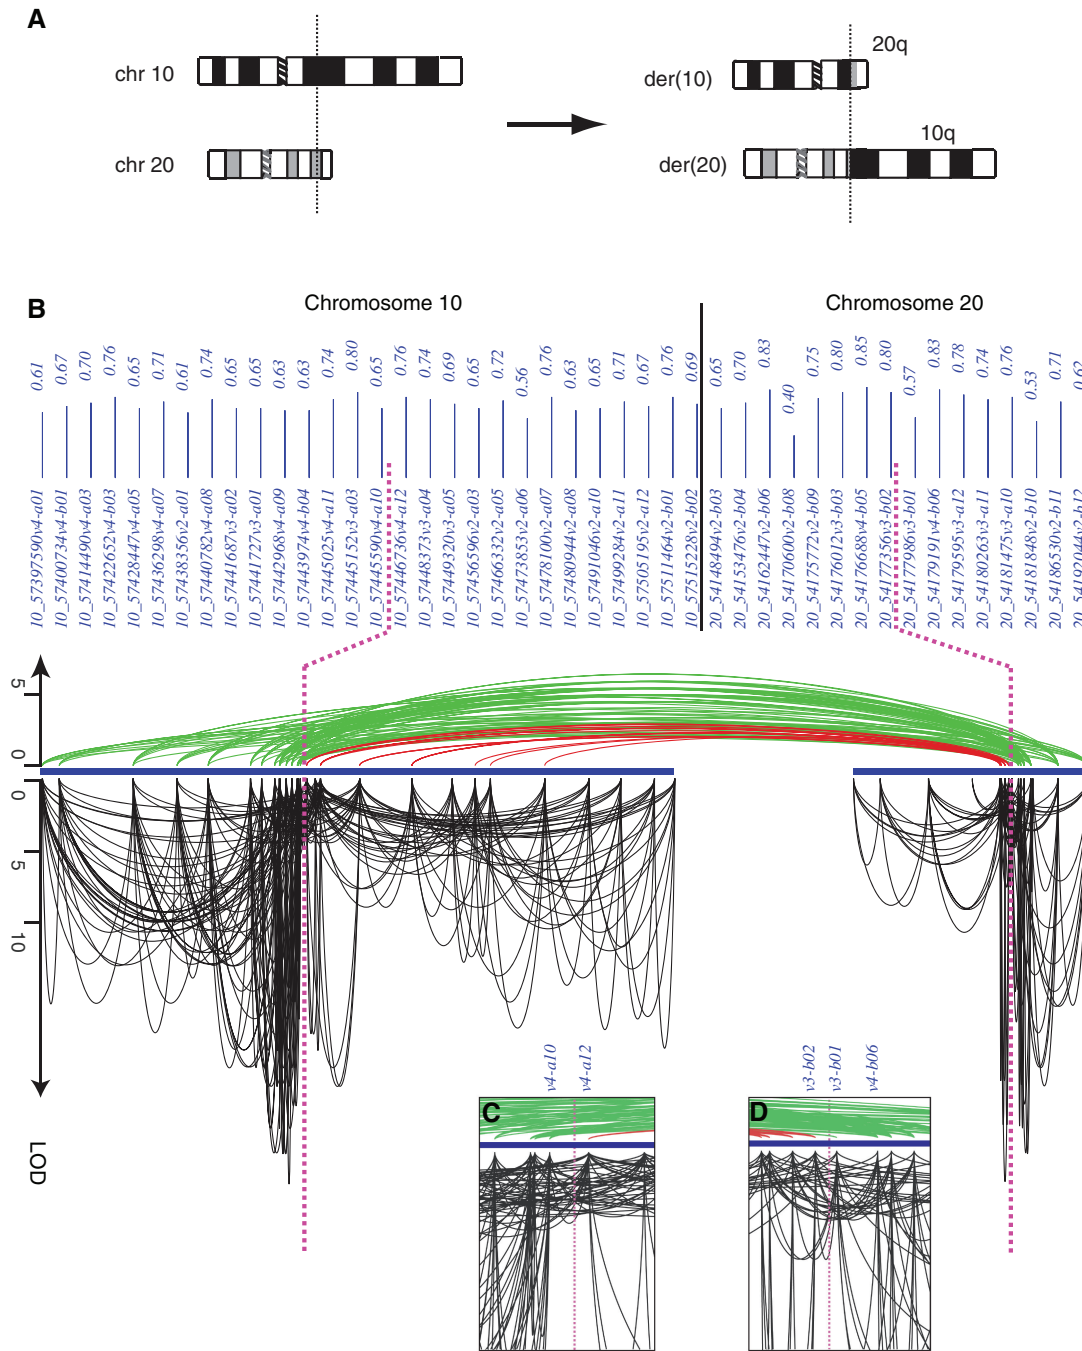 A
chr 10
chr 20
20q
der(10)
10q
der(20)
B
Chromosome 10
Chromosome 20
0.61
0.67
0.70
0.76
0.65
0.71
0.61
0.74
0.65
0.65
0.63
0.63
0.74
0.80
0.65
0.76
0.74
0.69
0.65
0.72
0.56
0.76
0.63
0.65
0.71
0.67
0.76
0.69
0.65
0.70
0.83
0.40
0.75
0.80
0.85
0.80
0.57
0.83
0.78
0.74
0.76
0.53
0.71
0.62
10_57397590v4-a01
10_57400734v4-b01
10_57414490v4-a03
10_57422652v4-b03
10_57428447v4-a05
10_57436298v4-a07
10_57438356v2-a01
10_57440782v4-a08
10_57441687v3-a02
10_57441727v3-a01
10_57442968v4-a09
10_57443974v4-b04
10_57445025v4-a11
10_57445152v3-a03
10_57445590v4-a10
10_57446736v4-a12
10_57448373v3-a04
10_57449320v3-a05
10_57456596v2-a03
10_57466332v2-a05
10_57473853v2-a06
10_57478100v2-a07
10_57480944v2-a08
10_57491046v2-a10
10_57499284v2-a11
10_57505195v2-a12
10_57511464v2-b01
10_57515228v2-b02
20_54148494v2-b03
20_54153476v2-b04
20_54162447v2-b06
20_54170600v2-b08
20_54175772v2-b09
20_54176012v3-b03
20_54176688v4-b05
20_54177356v3-b02
20_54177986v3-b01
20_54179191v4-b06
20_54179595v3-a12
20_54180263v3-a11
20_54181475v3-a10
20_54181848v2-b10
20_54186530v2-b11
20_54192044v2-b12
5
0
0
5
10
LOD
v4-a10
v4-a12
v3-b02
v3-b01
v4-b06
C
D